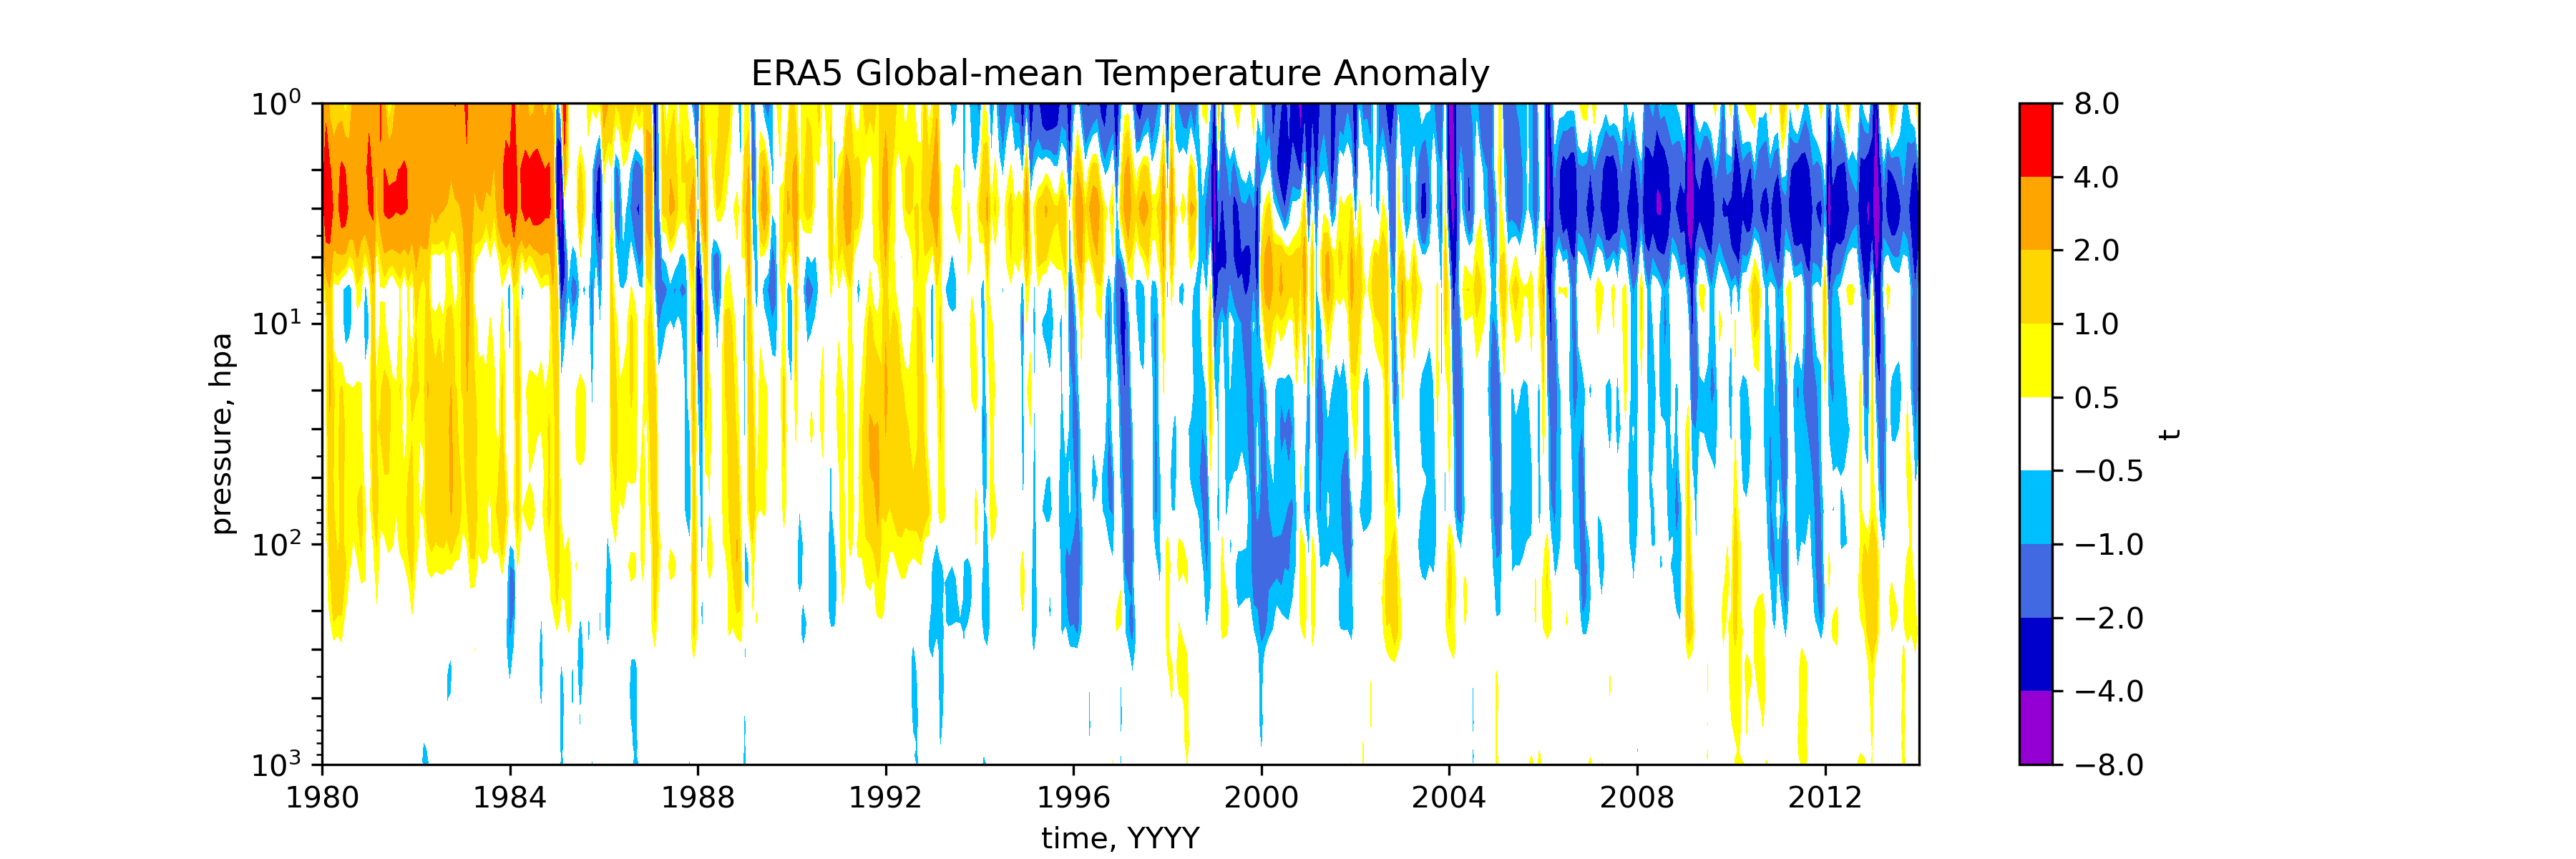 ERA5 Global-mean Temperature Anomaly
10⁰
10¹
10²
10³
pressure, hpa
1980 1984 1988 1992 1996 2000 2004 2008 2012
time, YYYY
8.0
4.0
2.0
1.0
0.5
−0.5
−1.0
−2.0
−4.0
−8.0
t